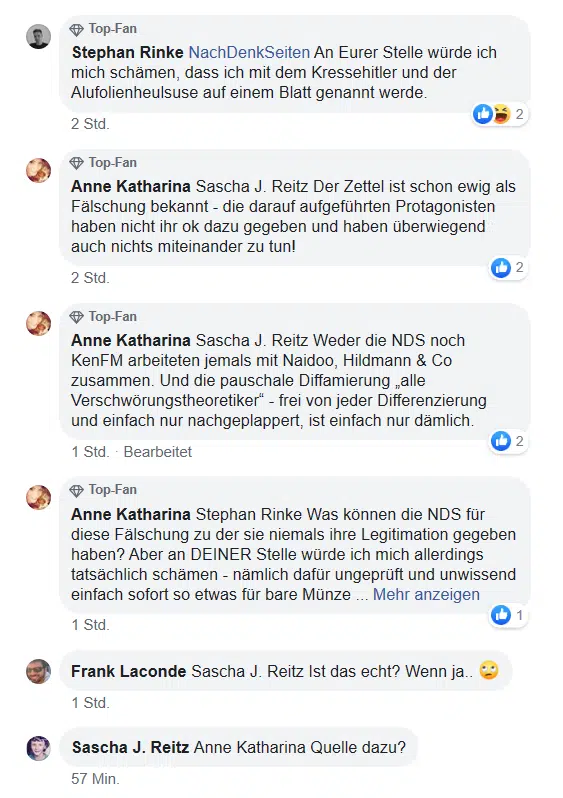 Top-Fan
Stephan Rinke NachDenkSeiten An Eurer Stelle würde ich
mich schämen, dass ich mit dem Kressehitler und der
Alufolienheulsuse auf einem Blatt genannt werde.
2
2 Std.
Top-Fan
Anne Katharina Sascha J. Reitz Der Zettel ist schon ewig als
Fälschung bekannt - die darauf aufgeführten Protagonisten
haben nicht ihr ok dazu gegeben und haben überwiegend
auch nichts miteinander zu tun!
2
2 Std.
Top-Fan
Anne Katharina Sascha J. Reitz Weder die NDS noch
KenFM arbeiteten jemals mit Naidoo, Hildmann & Co
zusammen. Und die pauschale Diffamierung „alle
Verschwörungstheoretiker“ - frei von jeder Differenzierung
und einfach nur nachgeplappert, ist einfach nur dämlich.
2
1 Std. · Bearbeitet
Top-Fan
Anne Katharina Stephan Rinke Was können die NDS für
diese Fälschung zu der sie niemals ihre Legitimation gegeben
haben? Aber an DEINER Stelle würde ich mich allerdings
tatsächlich schämen - nämlich dafür ungeprüft und unwissend
einfach sofort so etwas für bare Münze ... Mehr anzeigen
1
1 Std.
Frank Laconde Sascha J. Reitz Ist das echt? Wenn ja.. 🙄
1 Std.
Sascha J. Reitz Anne Katharina Quelle dazu?
57 Min.